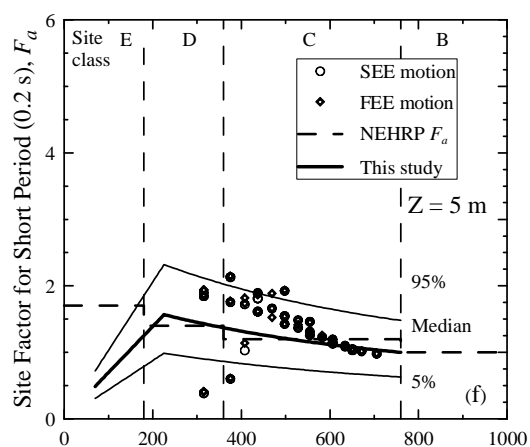 6
Site class
E
D
C
B
SEE motion
FEE motion
NEHRP Fa
This study
Z = 5 m
4
2
0
95%
Median
5%
(f)
Site Factor for Short Period (0.2 s), Fa
0 200 400 600 800 1000